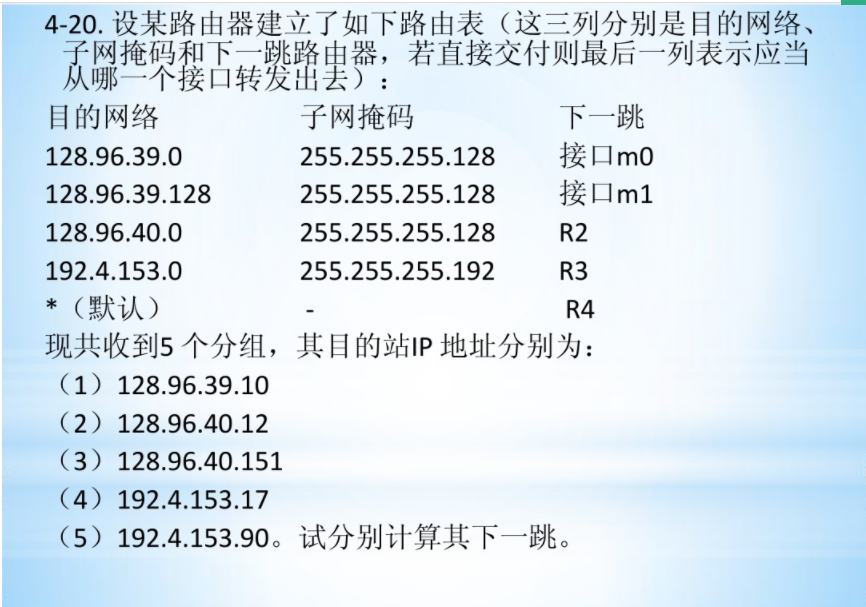 4-20. 设某路由器建立了如下路由表（这三列分别是目的网络、
子网掩码和下一跳路由器，若直接交付则最后一列表示应当
从哪一个接口转发出去）：
目的网络 子网掩码 下一跳
128.96.39.0 255.255.255.128 接口m0
128.96.39.128 255.255.255.128 接口m1
128.96.40.0 255.255.255.128 R2
192.4.153.0 255.255.255.192 R3
*（默认） - R4
现共收到5 个分组，其目的站IP 地址分别为：
（1）128.96.39.10
（2）128.96.40.12
（3）128.96.40.151
（4）192.4.153.17
（5）192.4.153.90。试分别计算其下一跳。